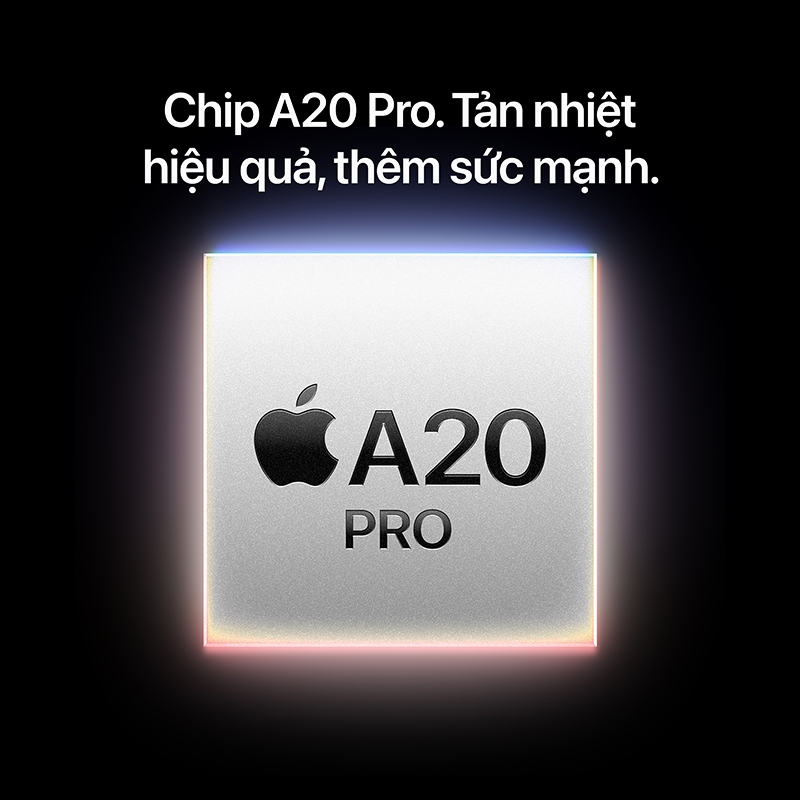 Chip A20 Pro. Tản nhiệt
hiệu quả, thêm sức mạnh.
A20
PRO